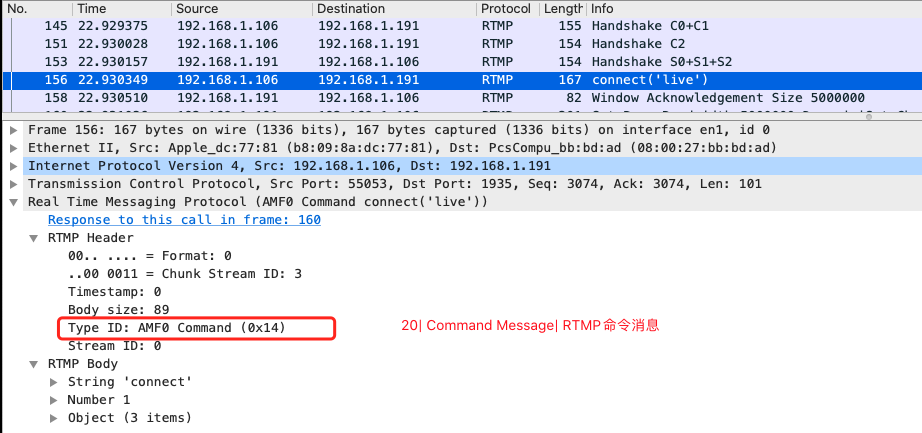 No. Time Source Destination Protocol Length Info
145 22.929375 192.168.1.106 192.168.1.191 RTMP 155 Handshake C0+C1
151 22.930028 192.168.1.106 192.168.1.191 RTMP 154 Handshake C2
153 22.930157 192.168.1.191 192.168.1.106 RTMP 154 Handshake S0+S1+S2
156 22.930349 192.168.1.106 192.168.1.191 RTMP 167 connect('live')
158 22.930510 192.168.1.191 192.168.1.106 RTMP 82 Window Acknowledgement Size 5000000
Frame 156: 167 bytes on wire (1336 bits), 167 bytes captured (1336 bits) on interface en1, id 0
Ethernet II, Src: Apple_dc:77:81 (b8:09:8a:dc:77:81), Dst: PcsCompu_bb:bd:ad (08:00:27:bb:bd:ad)
Internet Protocol Version 4, Src: 192.168.1.106, Dst: 192.168.1.191
Transmission Control Protocol, Src Port: 55053, Dst Port: 1935, Seq: 3074, Ack: 3074, Len: 101
Real Time Messaging Protocol (AMF0 Command connect('live'))
Response to this call in frame: 160
RTMP Header
00.. .... = Format: 0
..00 0011 = Chunk Stream ID: 3
Timestamp: 0
Body size: 89
Type ID: AMF0 Command (0x14) 20| Command Message| RTMP命令消息
Stream ID: 0
RTMP Body
String 'connect'
Number 1
Object (3 items)